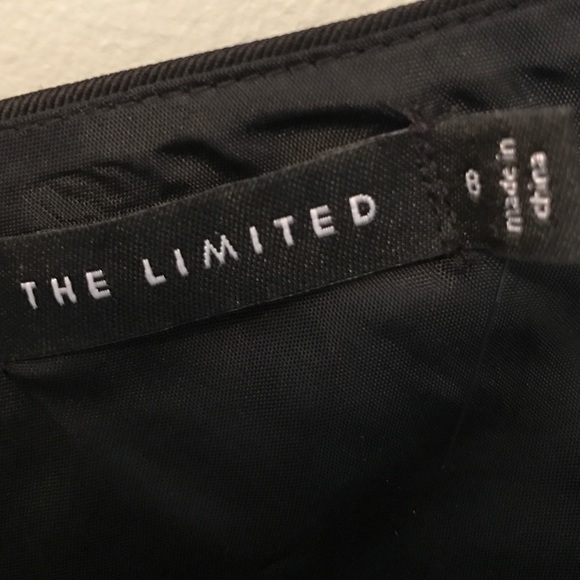 THE LIMITED
8
made in
china